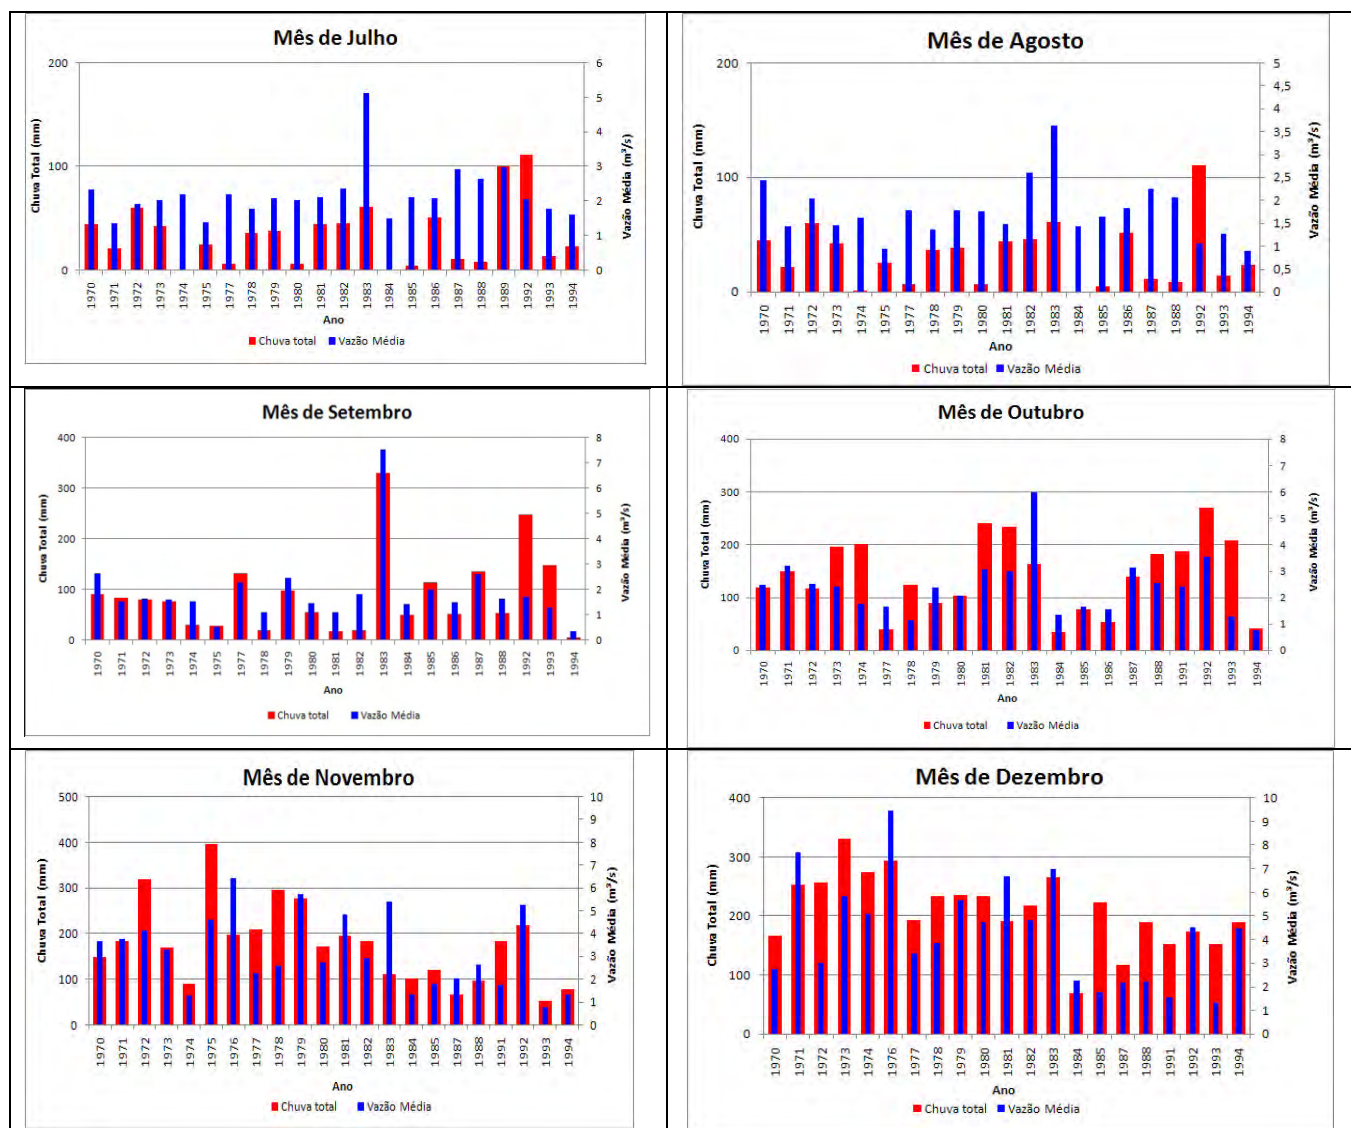 Mês de Julho
Chuva Total (mm)
200
100
0
6
5
4
3
2
1
0
Vazão Média (m³/s)
1970 1971 1972 1973 1974 1975 1977 1978 1979 1980 1981 1982 1983 1984 1985 1986 1987 1988 1989 1992 1993 1994
Ano
Chuva total Vazão Média
Mês de Agosto
Chuva Total (mm)
200
100
0
5
4,5
4
3,5
3
2,5
2
1,5
1
0,5
0
Vazão Média (m³/s)
1970 1971 1972 1973 1974 1975 1977 1978 1979 1980 1981 1982 1983 1984 1985 1986 1987 1988 1992 1993 1994
Ano
Chuva total Vazão Média
Mês de Setembro
Chuva Total (mm)
400
300
200
100
0
8
7
6
5
4
3
2
1
0
Vazão Média (m³/s)
1970 1971 1972 1973 1974 1975 1977 1978 1979 1980 1981 1982 1983 1984 1985 1986 1987 1988 1992 1993 1994
Ano
Chuva total Vazão Média
Mês de Outubro
Chuva Total (mm)
400
300
200
100
0
8
7
6
5
4
3
2
1
0
Vazão Média (m³/s)
1970 1971 1972 1973 1974 1977 1978 1979 1980 1981 1982 1983 1984 1985 1986 1987 1988 1991 1992 1993 1994
Ano
Chuva total Vazão Média
Mês de Novembro
Chuva Total (mm)
500
400
300
200
100
0
10
9
8
7
6
5
4
3
2
1
0
Vazão Média (m³/s)
1970 1971 1972 1973 1974 1975 1976 1977 1978 1979 1980 1981 1982 1983 1984 1985 1987 1988 1991 1992 1993 1994
Ano
Chuva total Vazão Média
Mês de Dezembro
Chuva Total (mm)
400
300
200
100
0
10
9
8
7
6
5
4
3
2
1
0
Vazão Média (m³/s)
1970 1971 1972 1973 1974 1976 1977 1978 1979 1980 1981 1982 1983 1984 1985 1987 1988 1991 1992 1993 1994
Ano
Chuva total Vazão Média